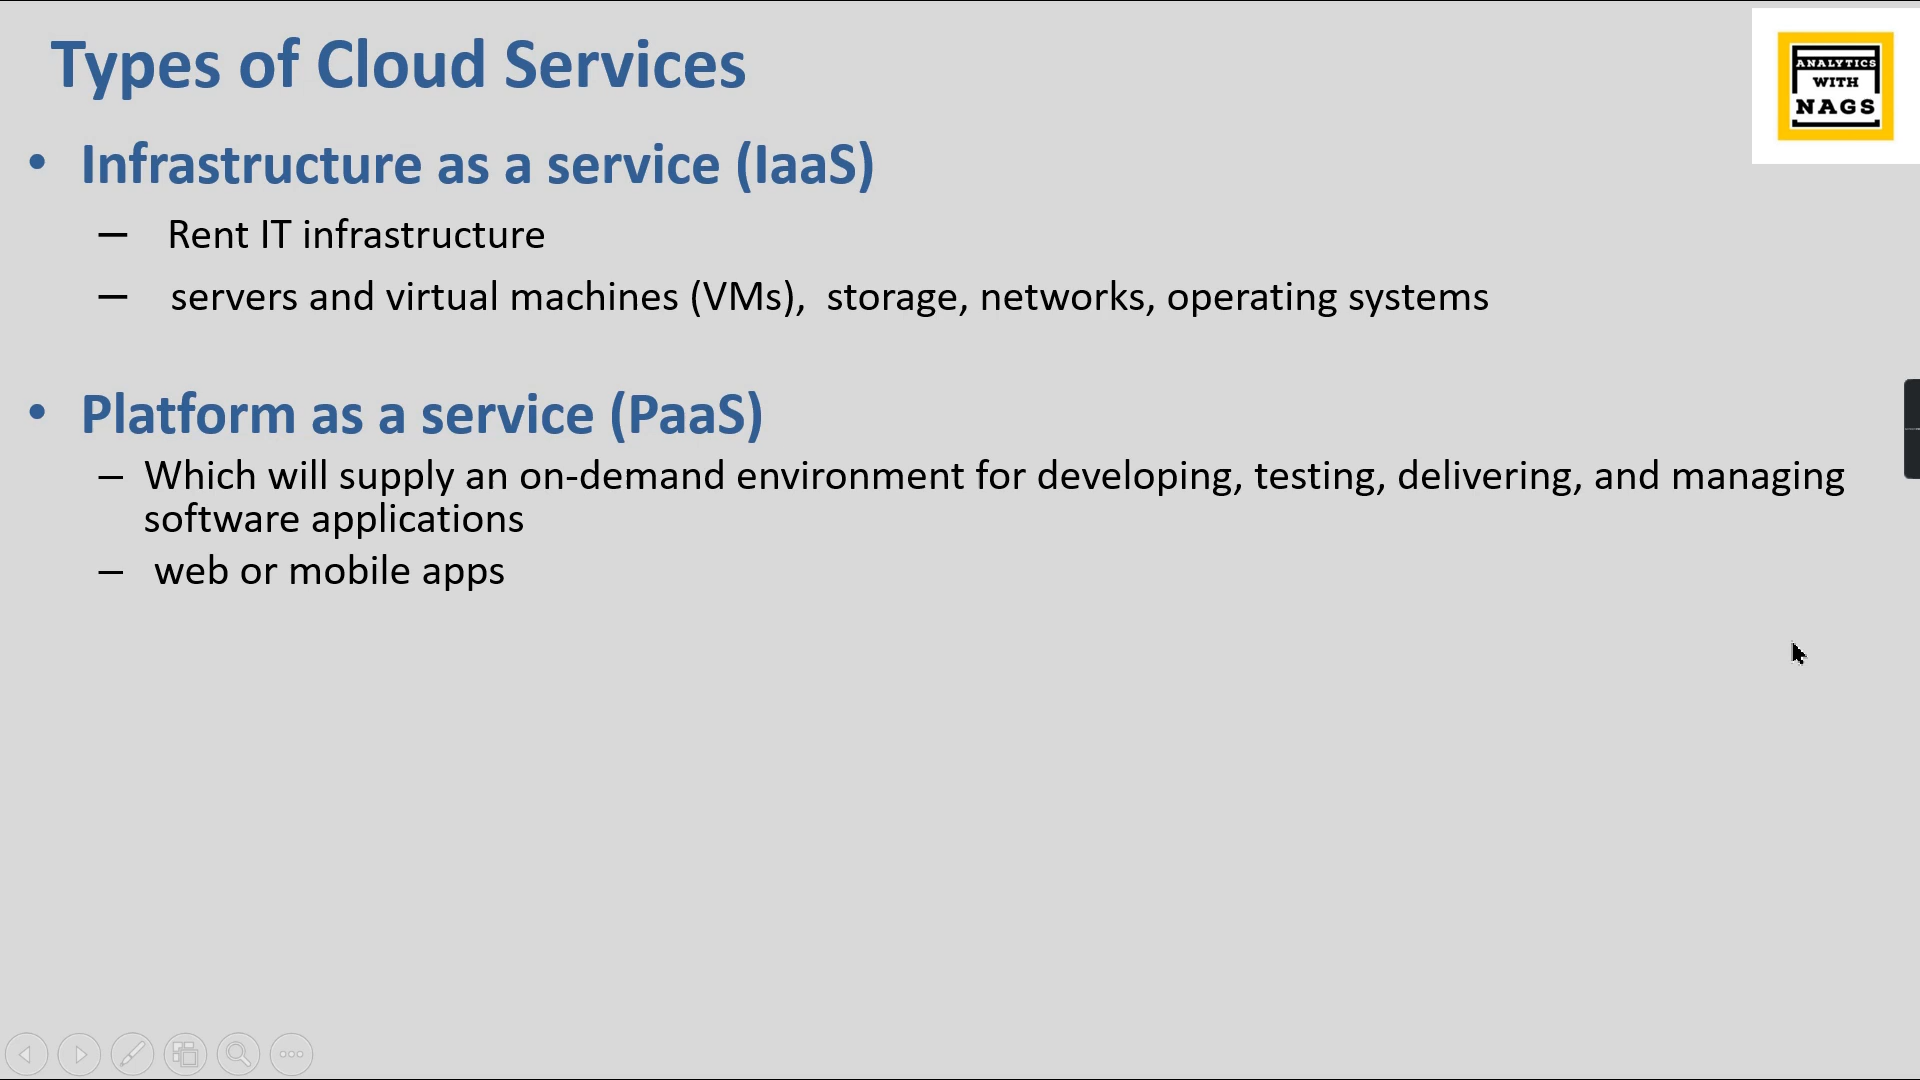 Types of Cloud Services
ANALYTICS
WITH
NAGS
• Infrastructure as a service (IaaS)
– Rent IT infrastructure
– servers and virtual machines (VMs), storage, networks, operating systems
• Platform as a service (PaaS)
– Which will supply an on-demand environment for developing, testing, delivering, and managing
software applications
– web or mobile apps